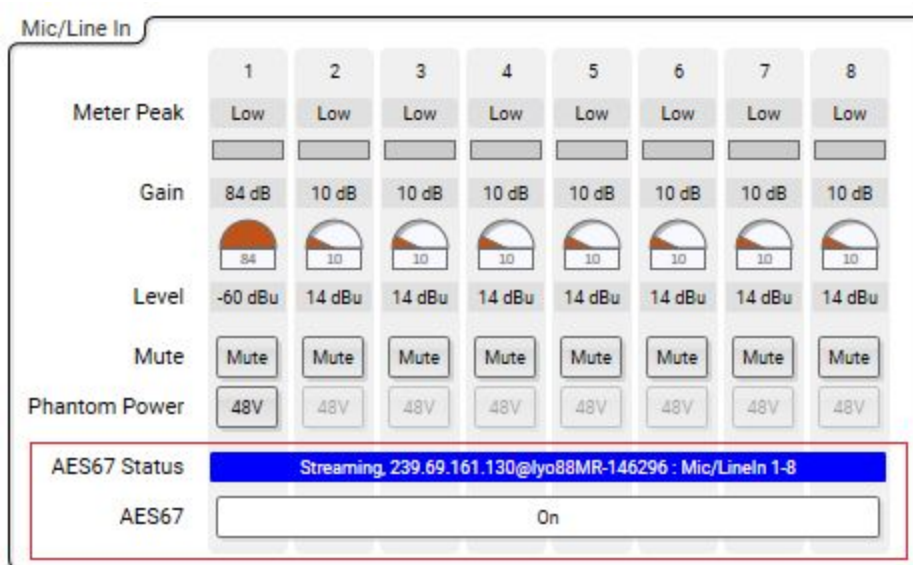 Mic/Line In
1 2 3 4 5 6 7 8
Meter Peak Low Low Low Low Low Low Low Low
Gain 84 dB 10 dB 10 dB 10 dB 10 dB 10 dB 10 dB 10 dB
84 10 10 10 10 10 10 10
Level -60 dBu 14 dBu 14 dBu 14 dBu 14 dBu 14 dBu 14 dBu 14 dBu
Mute Mute Mute Mute Mute Mute Mute Mute Mute
Phantom Power 48V 48V 48V 48V 48V 48V 48V 48V
AES67 Status Streaming, 239.69.161.130@lyo88MR-146296 : Mic/LineIn 1-8
AES67 On